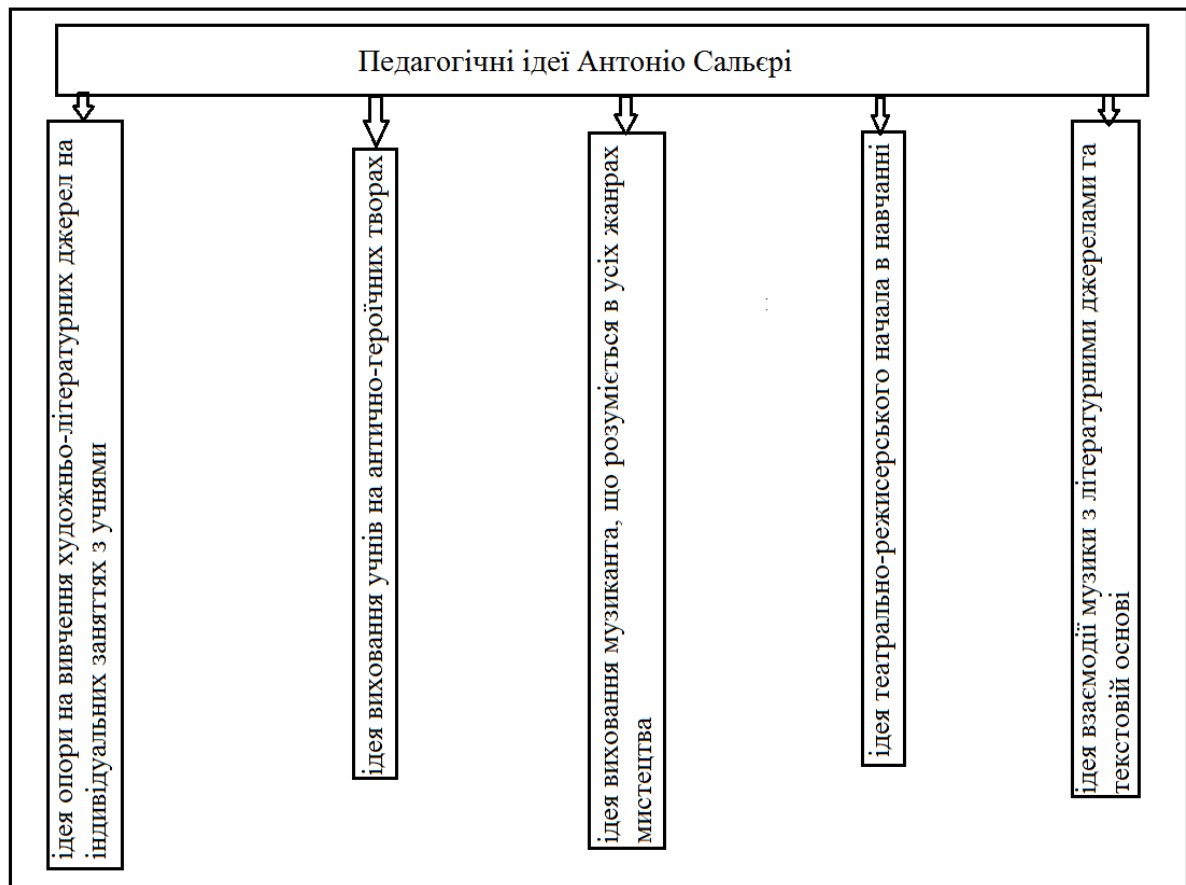 Педагогічні ідеї Антоніо Сальєрі
ідея опори на вивчення художньо-літературних джерел на
індивідуальних заняттях з учнями
ідея виховання учнів на антично-героїчних творах
ідея виховання музиканта, що розуміється в усіх жанрах
мистецтва
ідея театрально-режисерського начала в навчанні
ідея взаємодії музики з літературними джерелами га
текстовій основі